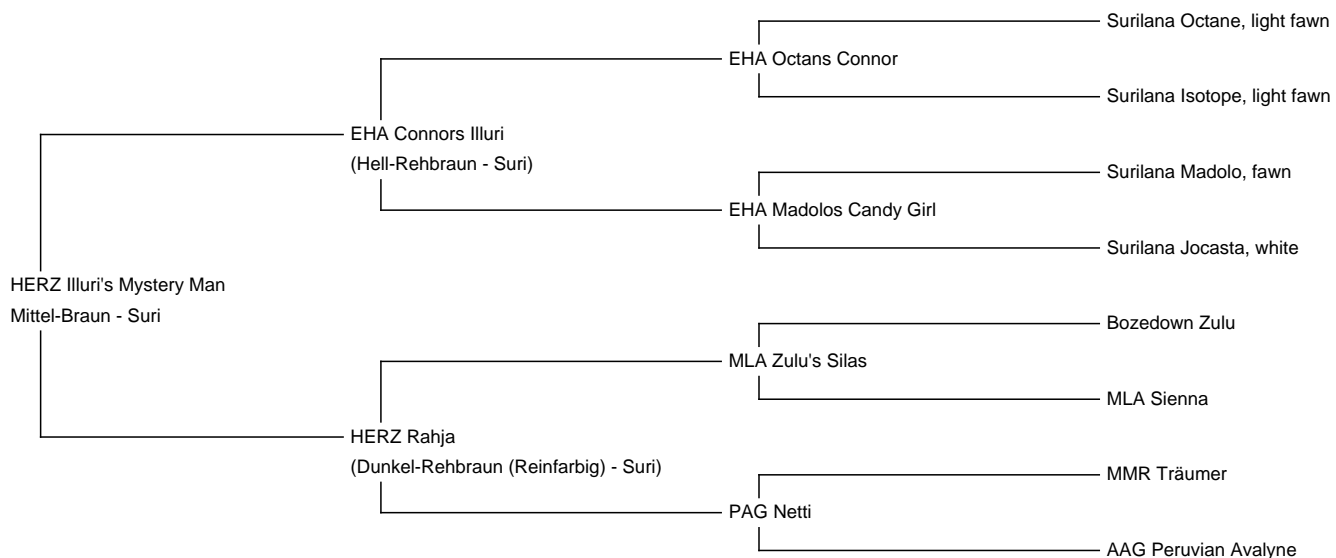 Surilana Octane, light fawn
EHA Octans Connor
Surilana Isotope, light fawn
EHA Connors Illuri
(Hell-Rehbraun - Suri)
Surilana Madolo, fawn
EHA Madolos Candy Girl
Surilana Jocasta, white
HERZ Illuri's Mystery Man
Mittel-Braun - Suri
Bozedown Zulu
MLA Zulu's Silas
MLA Sienna
HERZ Rahja
(Dunkel-Rehbraun (Reinfarbig) - Suri)
MMR Träumer
PAG Netti
AAG Peruvian Avalyne